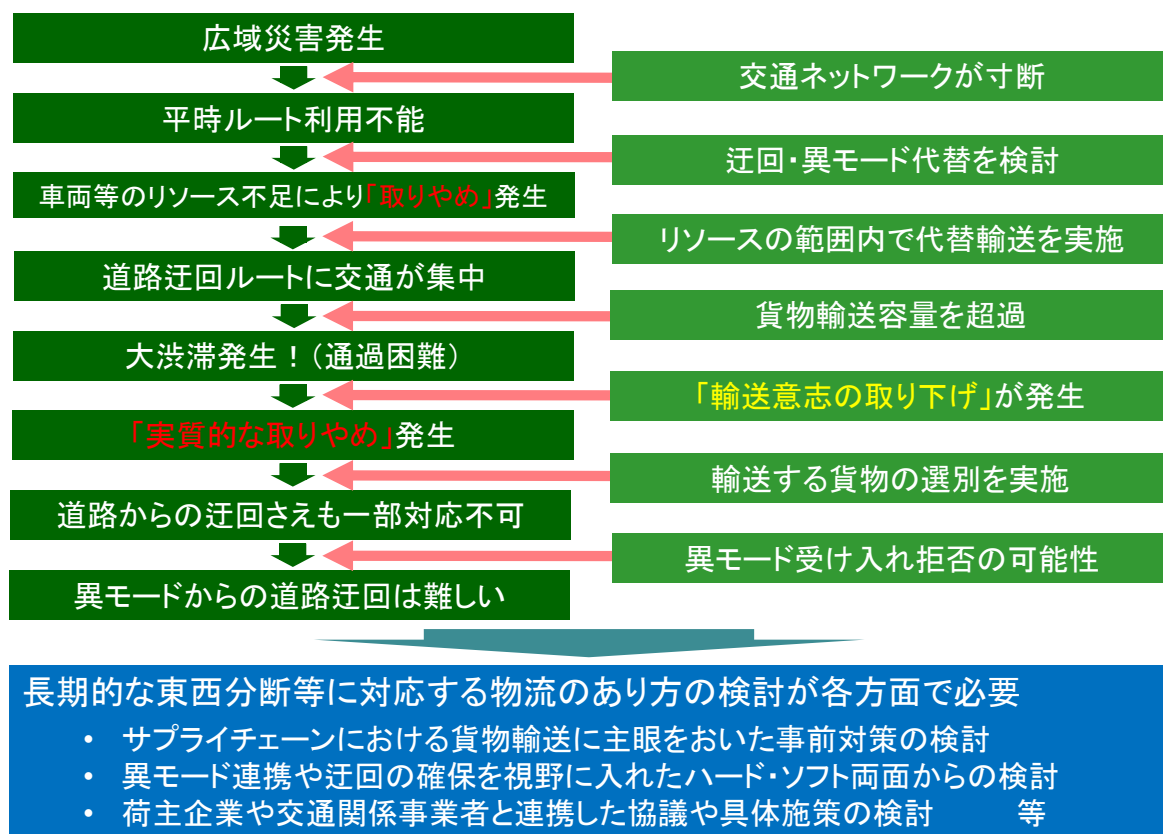 広域災害発生
交通ネットワークが寸断
平時ルート利用不能
迂回・異モード代替を検討
車両等のリソース不足により「取りやめ」発生
リソースの範囲内で代替輸送を実施
道路迂回ルートに交通が集中
貨物輸送容量を超過
大渋滞発生！（通過困難）
「輸送意志の取り下げ」が発生
「実質的な取りやめ」発生
輸送する貨物の選別を実施
道路からの迂回さえも一部対応不可
異モード受け入れ拒否の可能性
異モードからの道路迂回は難しい
長期的な東西分断等に対応する物流のあり方の検討が各方面で必要
• サプライチェーンにおける貨物輸送に主眼をおいた事前対策の検討
• 異モード連携や迂回の確保を視野に入れたハード・ソフト両面からの検討
• 荷主企業や交通関係事業者と連携した協議や具体施策の検討　　等